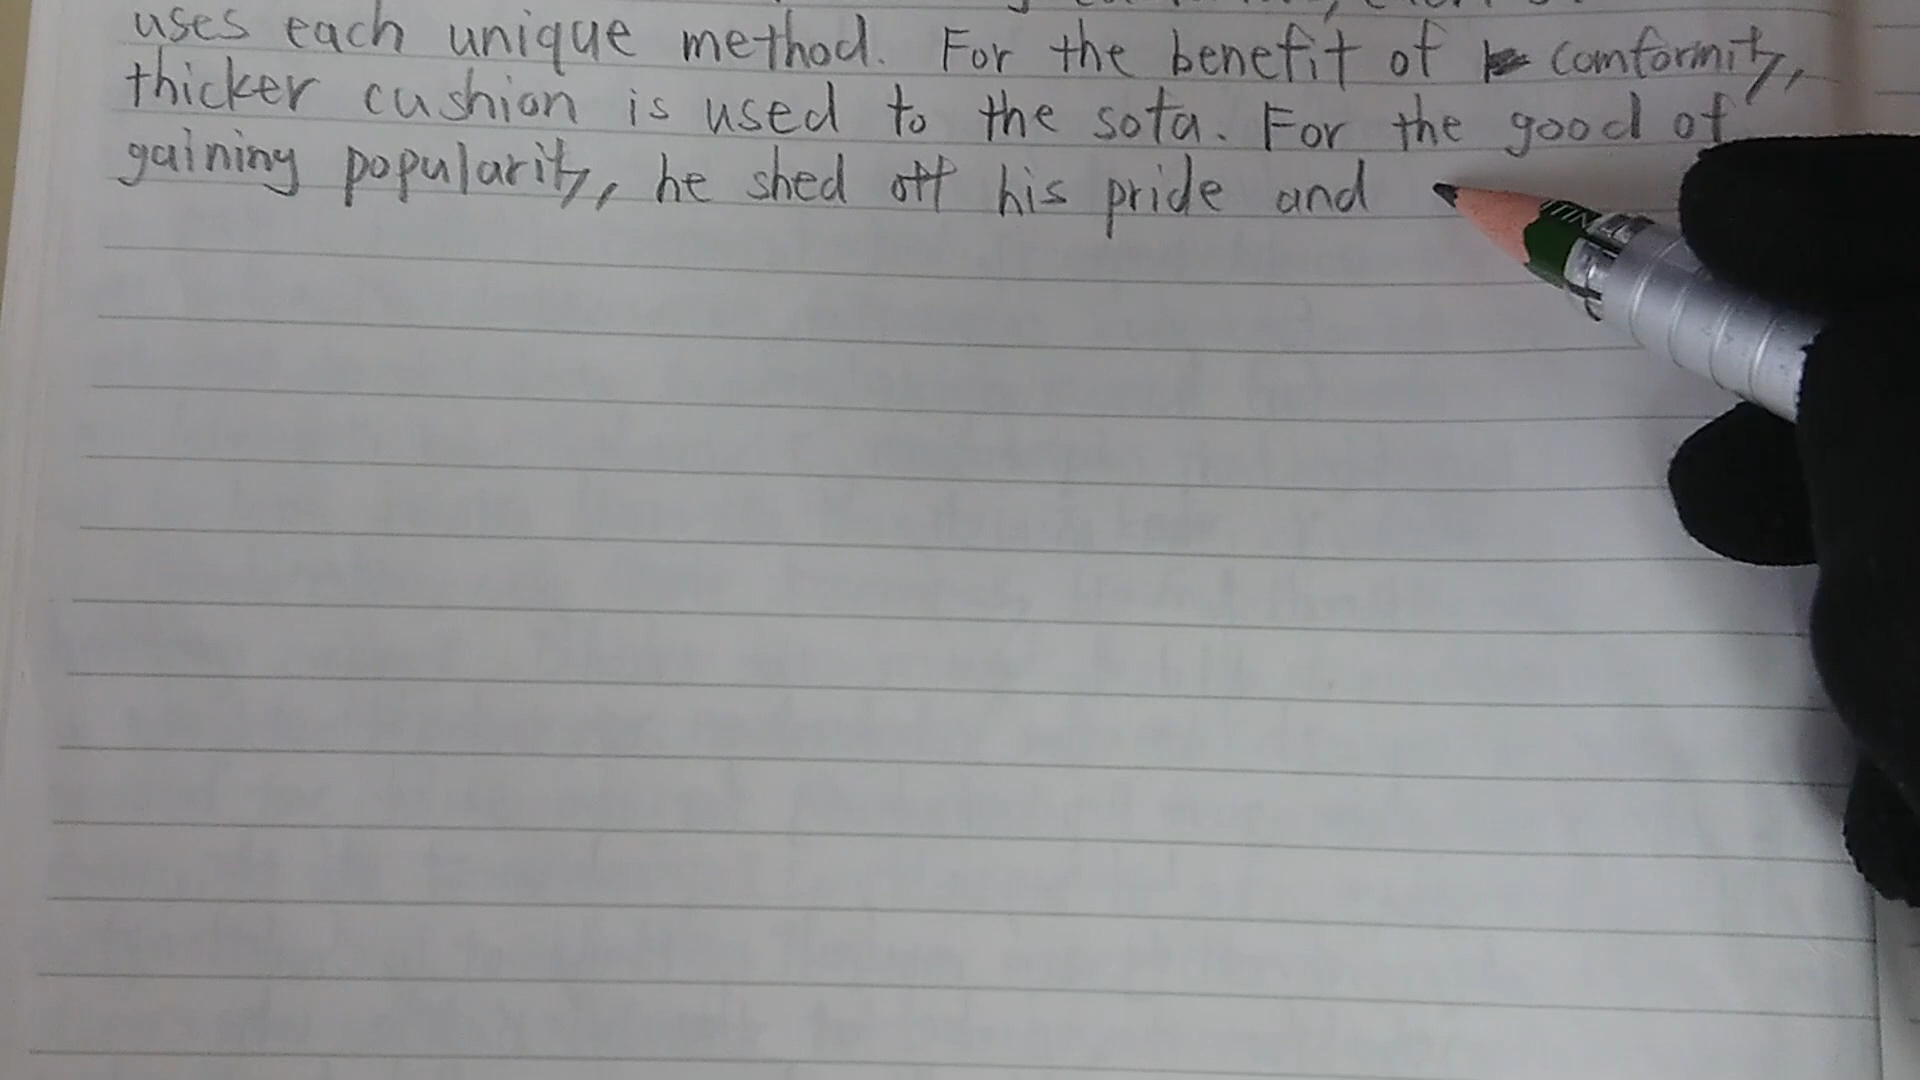 uses each unique method. For the benefit of comformity,
thicker cushion is used to the sofa. For the good of
gaining popularity, he shed off his pride and